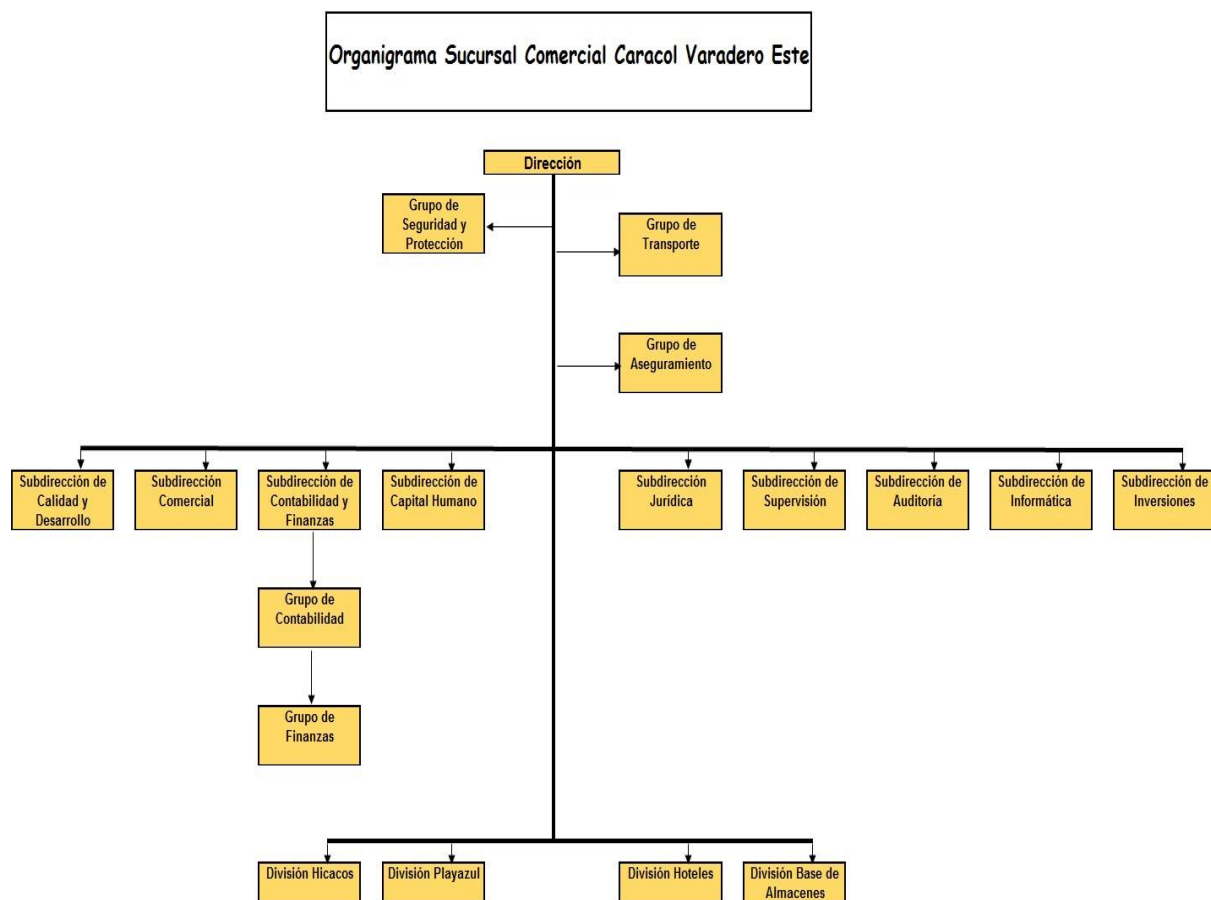 Organigrama Sucursal Comercial Caracol Varadero Este
Dirección
Grupo de
Seguridad y
Protección
Grupo de
Transporte
Grupo de
Aseguramiento
Subdirección de
Calidad y
Desarrollo
Subdirección
Comercial
Subdirección de
Contabilidad y
Finanzas
Subdirección de
Capital Humano
Subdirección
Jurídica
Subdirección de
Supervisión
Subdirección de
Auditoría
Subdirección de
Informática
Subdirección de
Inversiones
Grupo de
Contabilidad
Grupo de
Finanzas
División Hicacos
División Playazul
División Hoteles
División Base de
Almacenes